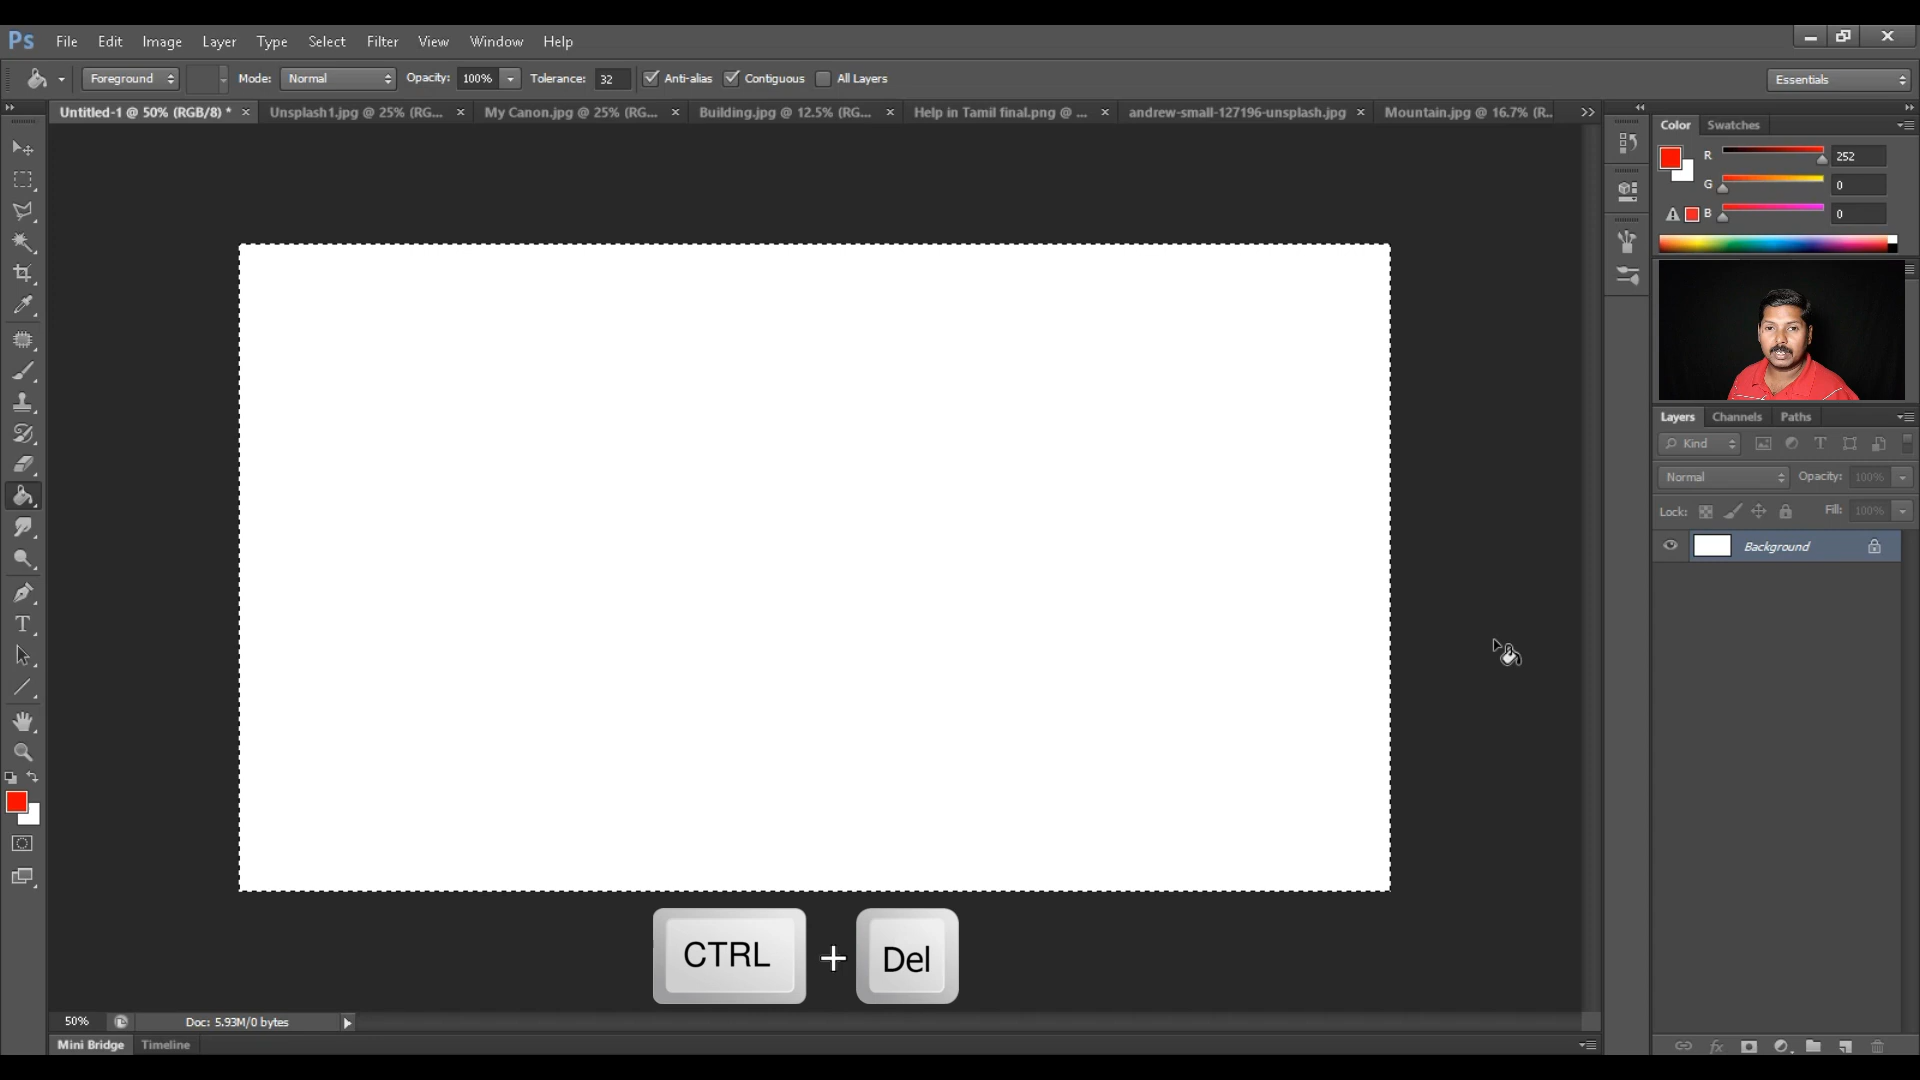 Ps File Edit Image Layer Type Select Filter View Window Help
Foreground Mode: Normal Opacity: 100% Tolerance: 32 Anti-alias Contiguous All Layers Essentials
Untitled-1 @ 50% (RGB/8) * Unsplash1.jpg @ 25% (RG... My Canon.jpg @ 25% (RG... Building.jpg @ 12.5% (RG... Help in Tamil final.png @ ... andrew-small-127196-unsplash.jpg Mountain.jpg @ 16.7% (R...
Color Swatches
R 252
G 0
B 0
Layers Channels Paths
Kind
Normal Opacity: 100%
Lock: Fill: 100%
Background
CTRL + Del
50% Doc: 5.93M/0 bytes
Mini Bridge Timeline